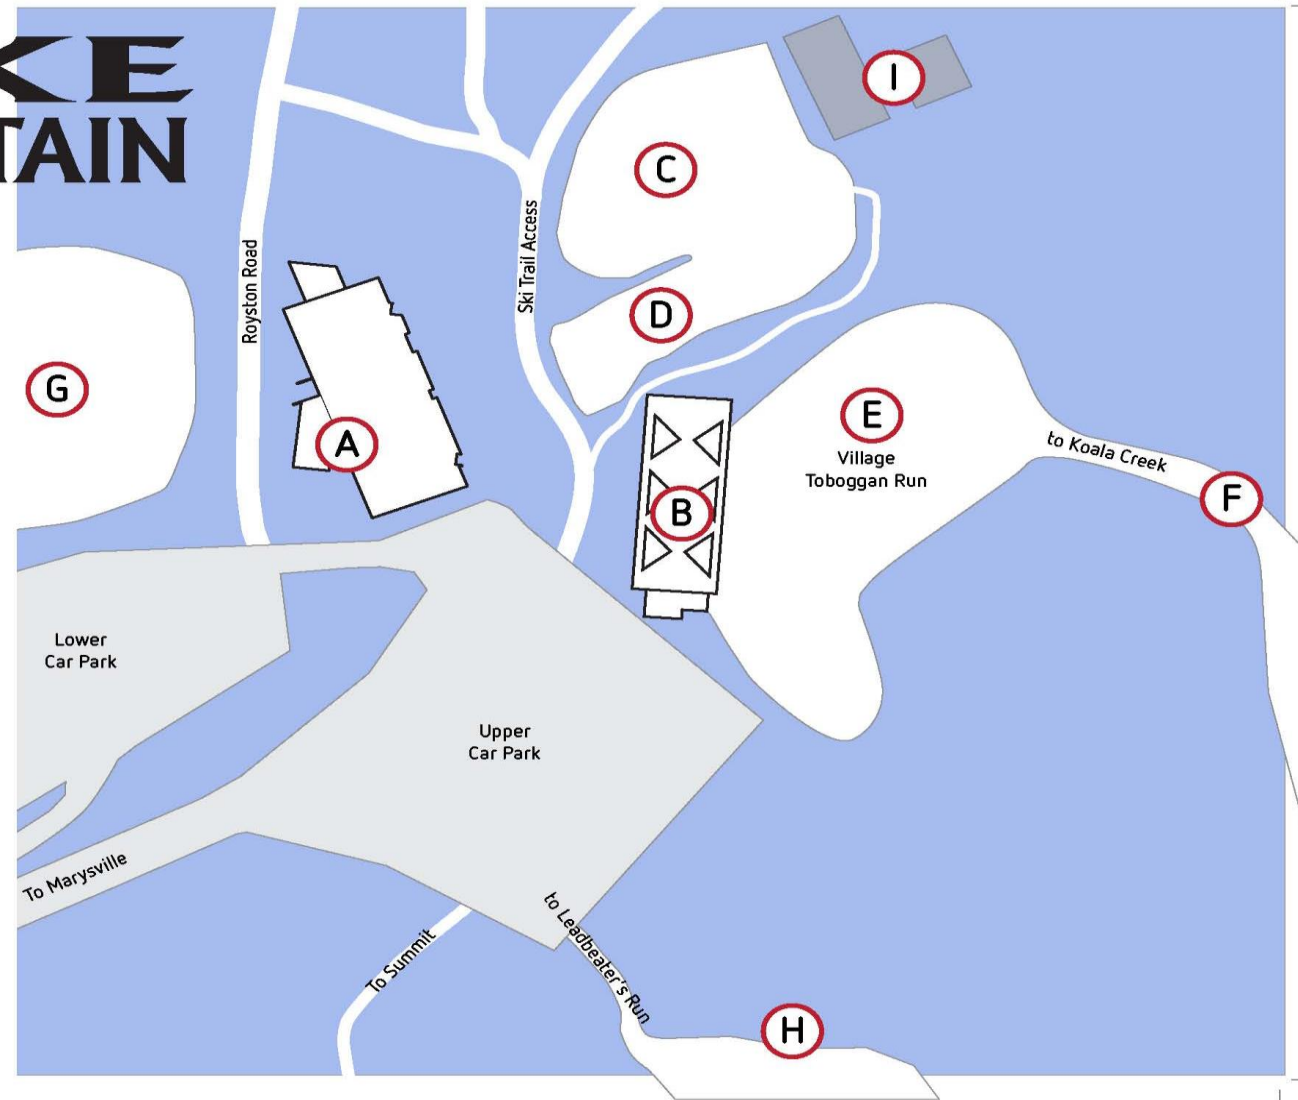 KE
TAIN
I
C
Ski Trail Access
Royston Road
D
G
A
E
Village
Toboggan Run
to Koala Creek
F
B
Lower
Car Park
Upper
Car Park
To Marysville
to Leadbeater's Run
To Summit
H